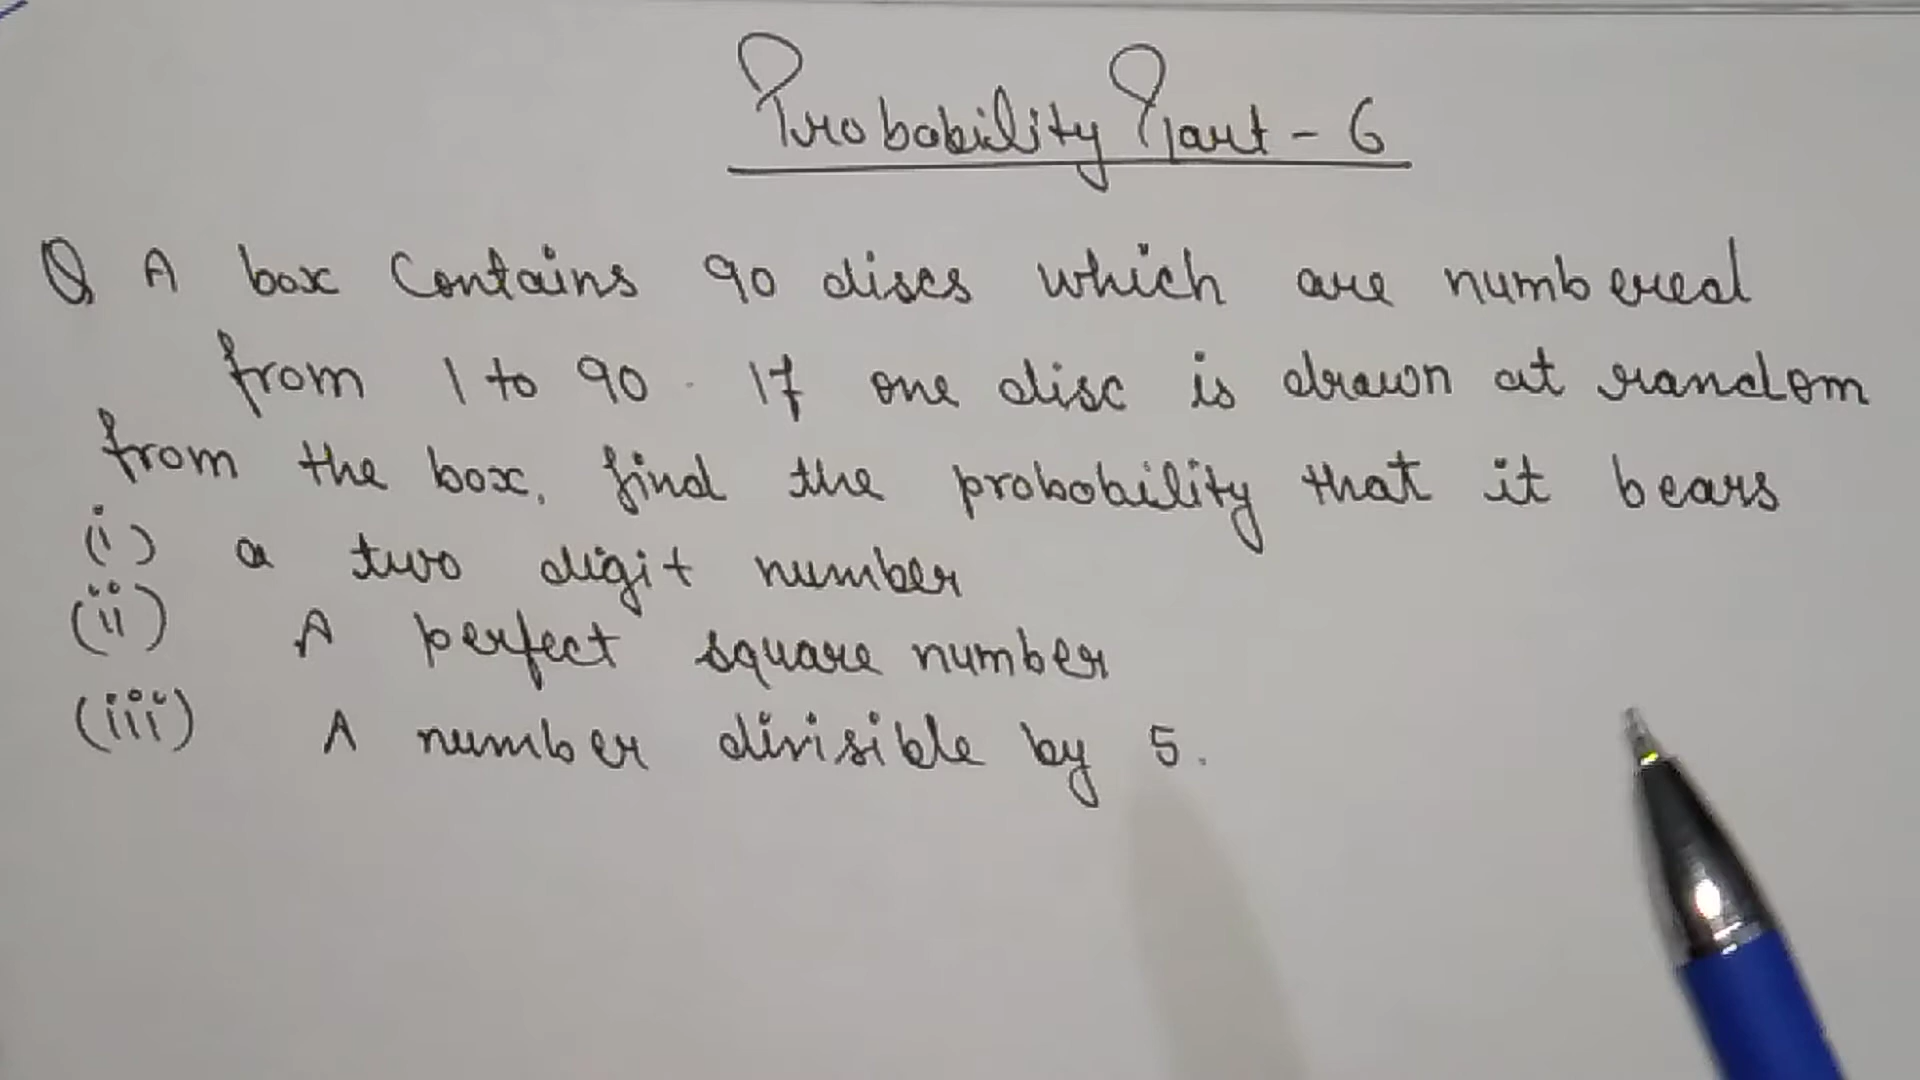 Probability Part - 6
Q A box Contains 90 discs which are numbered
from 1 to 90. If one disc is drawn at random
from the box, find the probobility that it bears
(i) a two digit number
(ii) A perfect square number
(iii) A number divisible by 5.